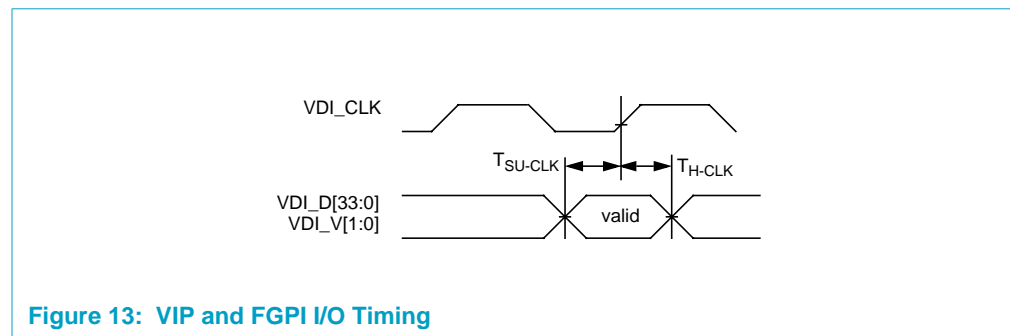 VDI_CLK
TSU-CLK TH-CLK
VDI_D[33:0]
VDI_V[1:0] valid
Figure 13: VIP and FGPI I/O Timing